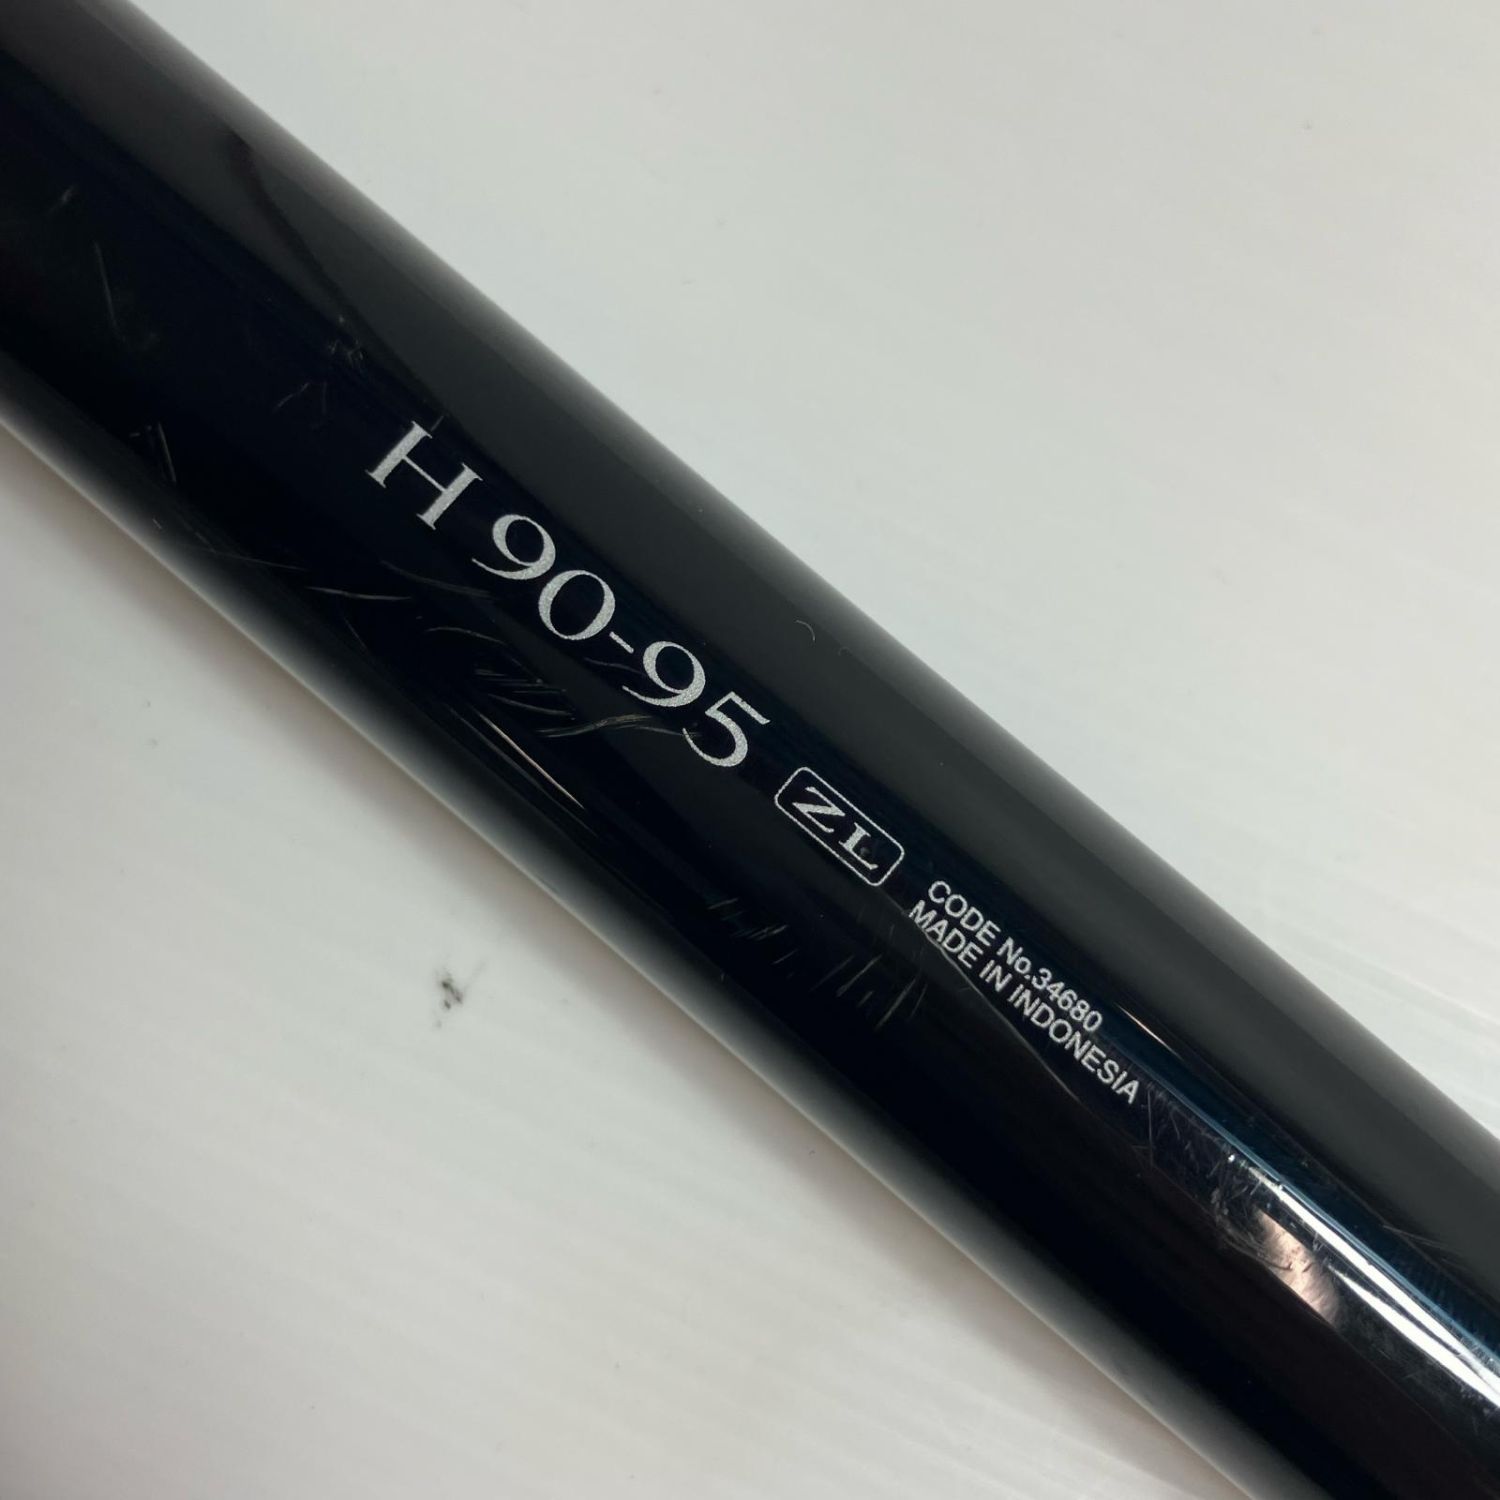 H 90-95 ZL
CODE No.34680
MADE IN INDONESIA